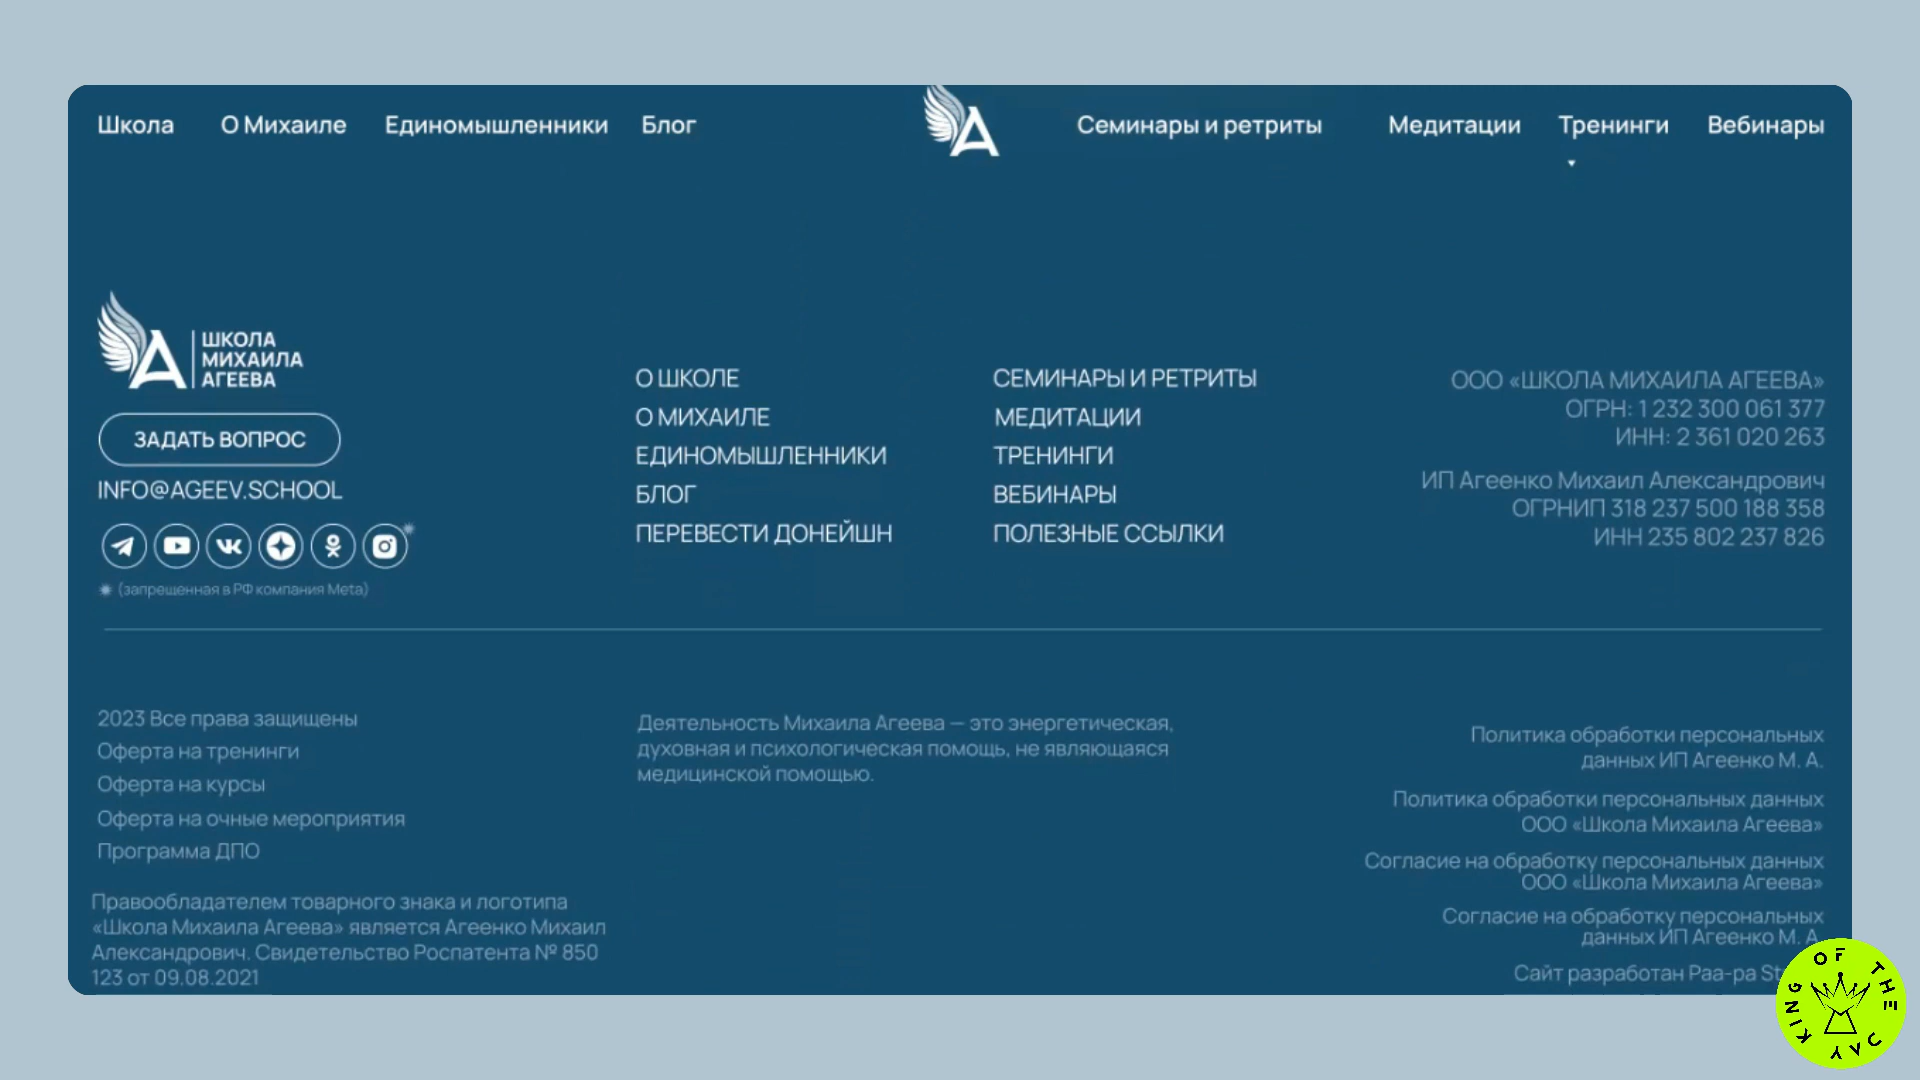 Школа О Михаиле Единомышленники Блог Семинары и ретриты Медитации Тренинги Вебинары
ШКОЛА
МИХАИЛА
АГЕЕВА
ЗАДАТЬ ВОПРОС
INFO@AGEEV.SCHOOL
✷ (запрещенная в РФ компания Meta)
О ШКОЛЕ
О МИХАИЛЕ
ЕДИНОМЫШЛЕННИКИ
БЛОГ
ПЕРЕВЕСТИ ДОНЕЙШН
СЕМИНАРЫ И РЕТРИТЫ
МЕДИТАЦИИ
ТРЕНИНГИ
ВЕБИНАРЫ
ПОЛЕЗНЫЕ ССЫЛКИ
ООО «ШКОЛА МИХАИЛА АГЕЕВА»
ОГРН: 1 232 300 061 377
ИНН: 2 361 020 263
ИП Агеенко Михаил Александрович
ОГРНИП 318 237 500 188 358
ИНН 235 802 237 826
2023 Все права защищены
Оферта на тренинги
Оферта на курсы
Оферта на очные мероприятия
Программа ДПО
Правообладателем товарного знака и логотипа
«Школа Михаила Агеева» является Агеенко Михаил
Александрович. Свидетельство Роспатента № 850
123 от 09.08.2021
Деятельность Михаила Агеева — это энергетическая,
духовная и психологическая помощь, не являющаяся
медицинской помощью.
Политика обработки персональных
данных ИП Агеенко М. А.
Политика обработки персональных данных
ООО «Школа Михаила Агеева»
Согласие на обработку персональных данных
ООО «Школа Михаила Агеева»
Согласие на обработку персональных
данных ИП Агеенко М. А.
Сайт разработан Paa-pa
KING OF THE DAY